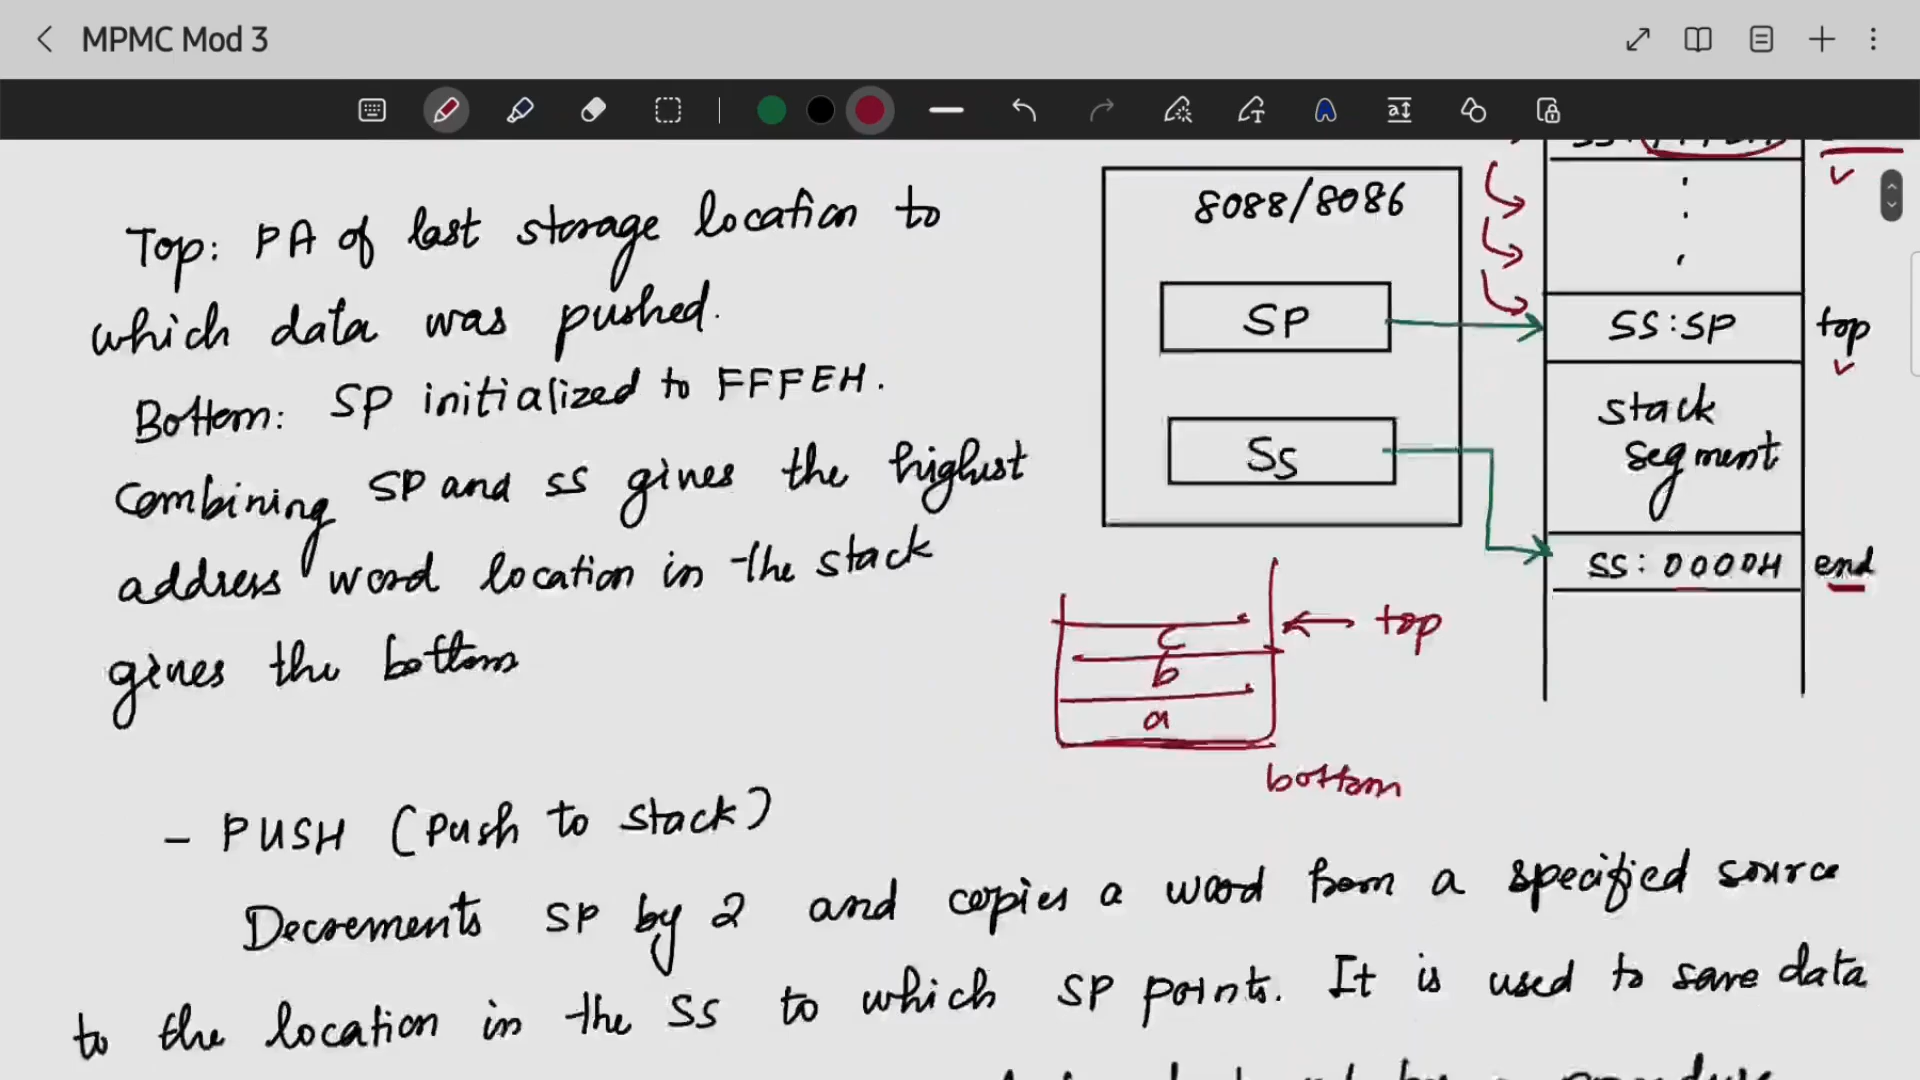 MPMC Mod 3
Top: PA of last storage location to
which data was pushed.
Bottom: SP initialized to FFFEH.
Combining SP and SS gives the highest
address word location in the stack
gives the bottom
8088/8086
SP
SS
SS:SP
top
stack
segment
SS: 0000H
end
c
b
a
top
bottom
- PUSH (Push to stack)
Decrements SP by 2 and copies a word from a specified source
to the location in the SS to which SP points. It is used to save data